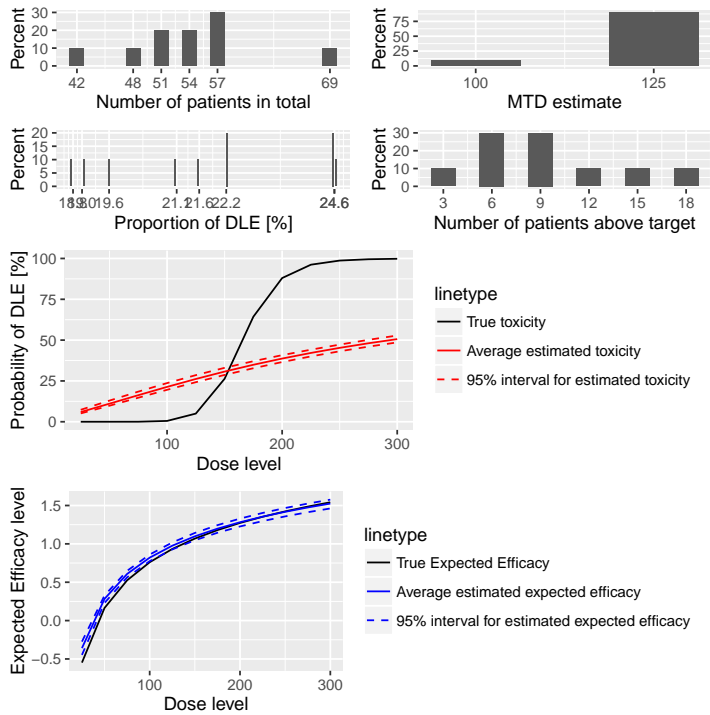 Percent
30
20
10
0
42
48
51
54
57
69
Number of patients in total
Percent
75
50
25
0
100
125
MTD estimate
Percent
20
15
10
5
0
19.6
21.2
21.6
22.2
24.6
Proportion of DLE [%]
Percent
30
20
10
0
3
6
9
12
15
18
Number of patients above target
Probability of DLE [%]
100
75
50
25
0
100
200
300
Dose level
linetype
True toxicity
Average estimated toxicity
95% interval for estimated toxicity
Expected Efficacy level
1.5
1.0
0.5
0.0
−0.5
100
200
300
Dose level
linetype
True Expected Efficacy
Average estimated expected efficacy
95% interval for estimated expected efficacy